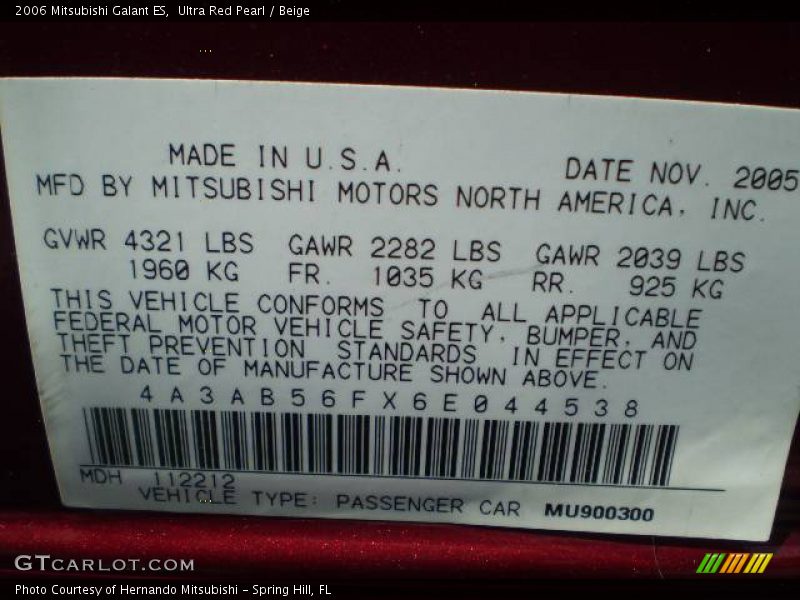 2006 Mitsubishi Galant ES,  Ultra Red Pearl / Beige
MADE IN U.S.A. DATE NOV. 2005
MFD BY MITSUBISHI MOTORS NORTH AMERICA, INC.
GVWR 4321 LBS GAWR 2282 LBS GAWR 2039 LBS
1960 KG FR. 1035 KG RR. 925 KG
THIS VEHICLE CONFORMS TO ALL APPLICABLE
FEDERAL MOTOR VEHICLE SAFETY, BUMPER, AND
THEFT PREVENTION STANDARDS IN EFFECT ON
THE DATE OF MANUFACTURE SHOWN ABOVE.
4A3AB56FX6E044538
MDH 112212
VEHICLE TYPE: PASSENGER CAR MU900300
GTCARLOT.COM
Photo Courtesy of Hernando Mitsubishi - Spring Hill, FL